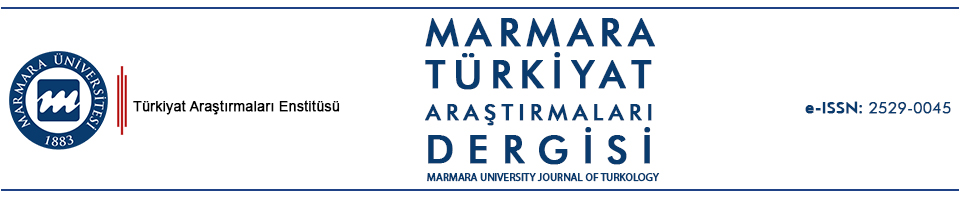 MARMARA ÜNİVERSİTESİ
m
1883
Türkiyat Araştırmaları Enstitüsü
MARMARA
TÜRKİYAT
ARAŞTIRMALARI
DERGİSİ
MARMARA UNIVERSITY JOURNAL OF TURKOLOGY
e-ISSN: 2529-0045